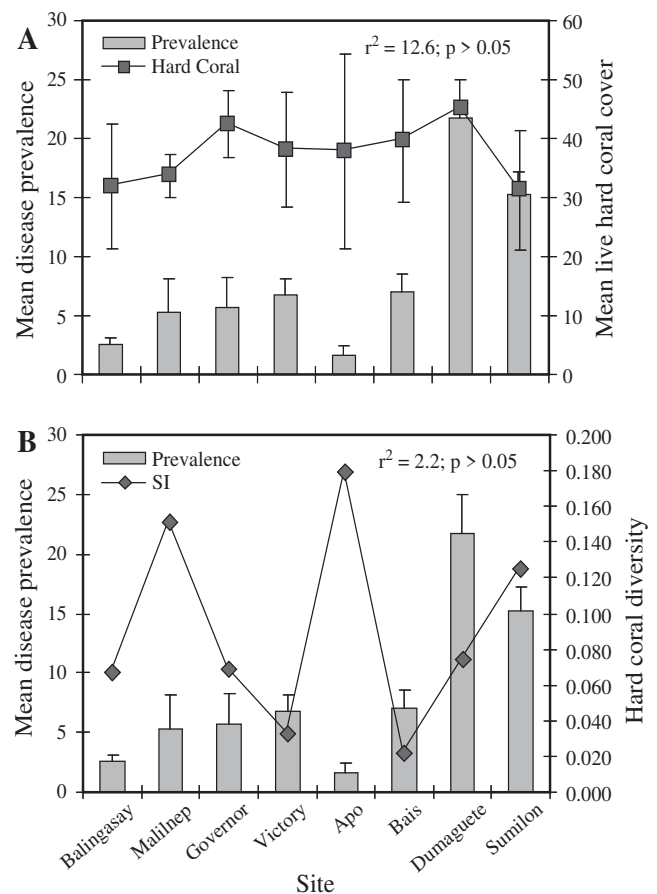 A
Prevalence
Hard Coral
r² = 12.6; p > 0.05
Mean disease prevalence
30
25
20
15
10
5
0
Mean live hard coral cover
60
50
40
30
20
10
0
B
Prevalence
SI
r² = 2.2; p > 0.05
Mean disease prevalence
30
25
20
15
10
5
0
Hard coral diversity
0.200
0.180
0.160
0.140
0.120
0.100
0.080
0.060
0.040
0.020
0.000
Balingasay
Malilnep
Governor
Victory
Apo
Bais
Dumaguete
Sumilon
Site